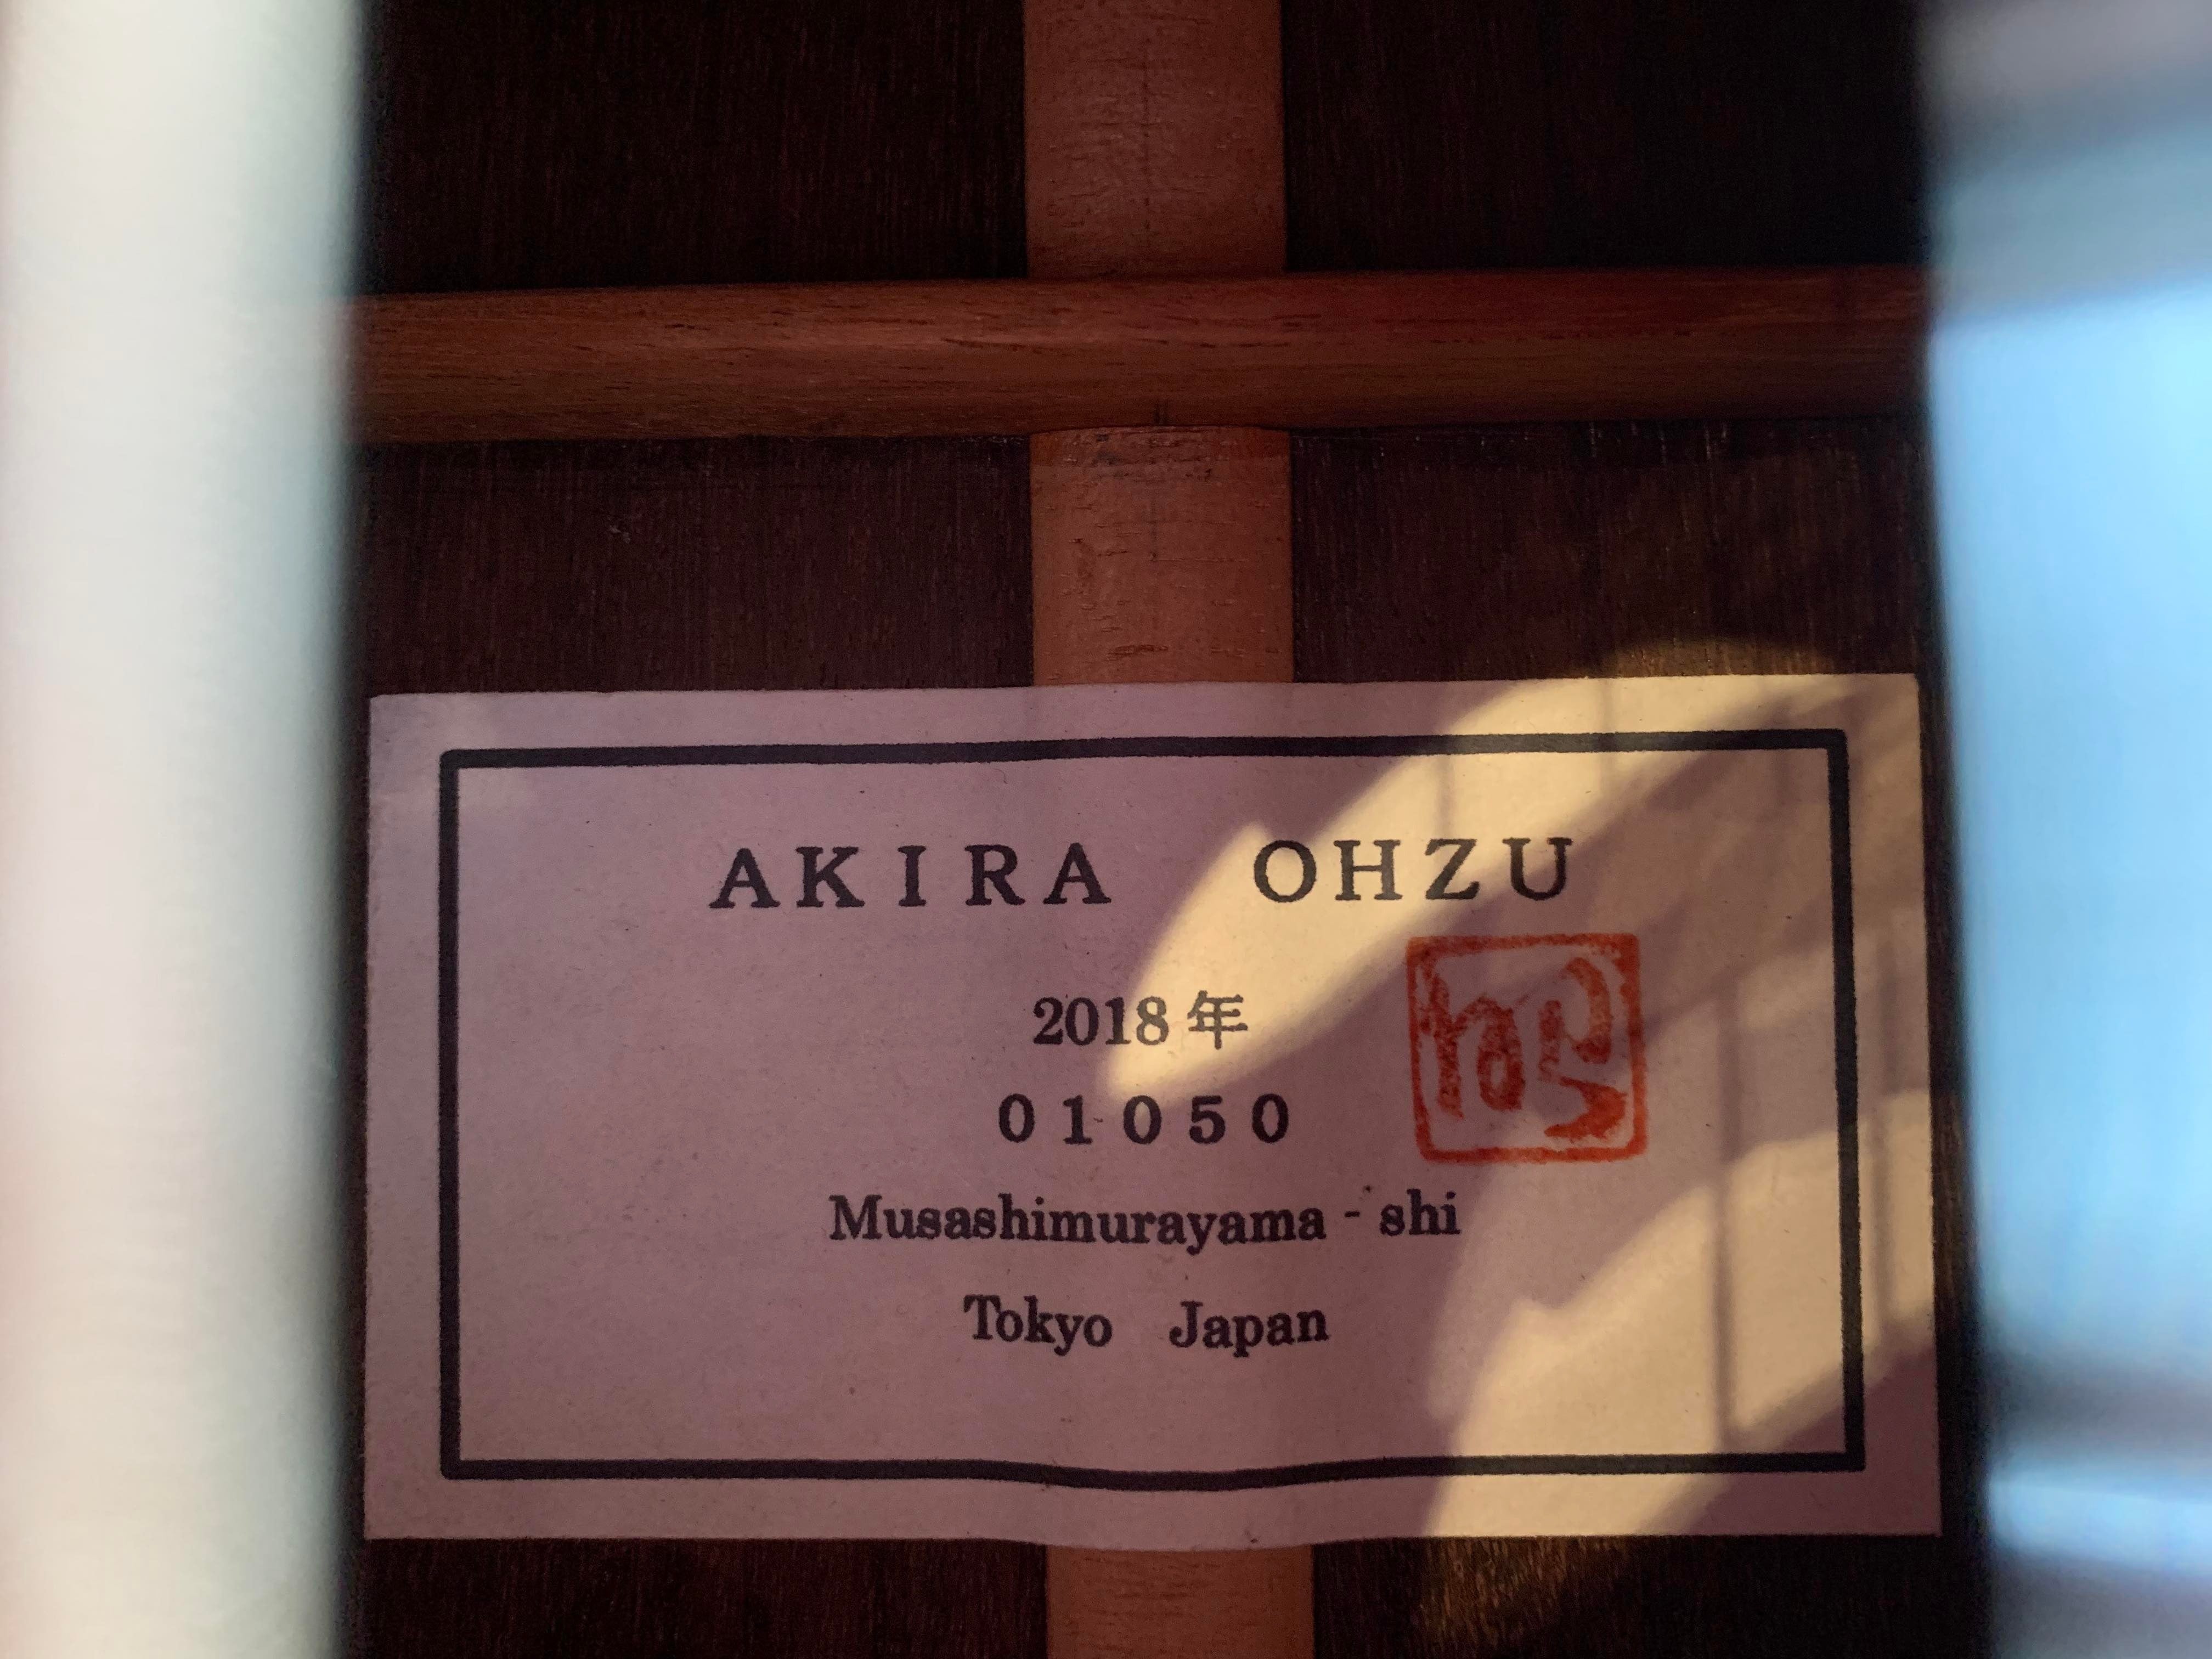 AKIRA OHZU
2018年
01050
Musashimurayama - shi
Tokyo Japan